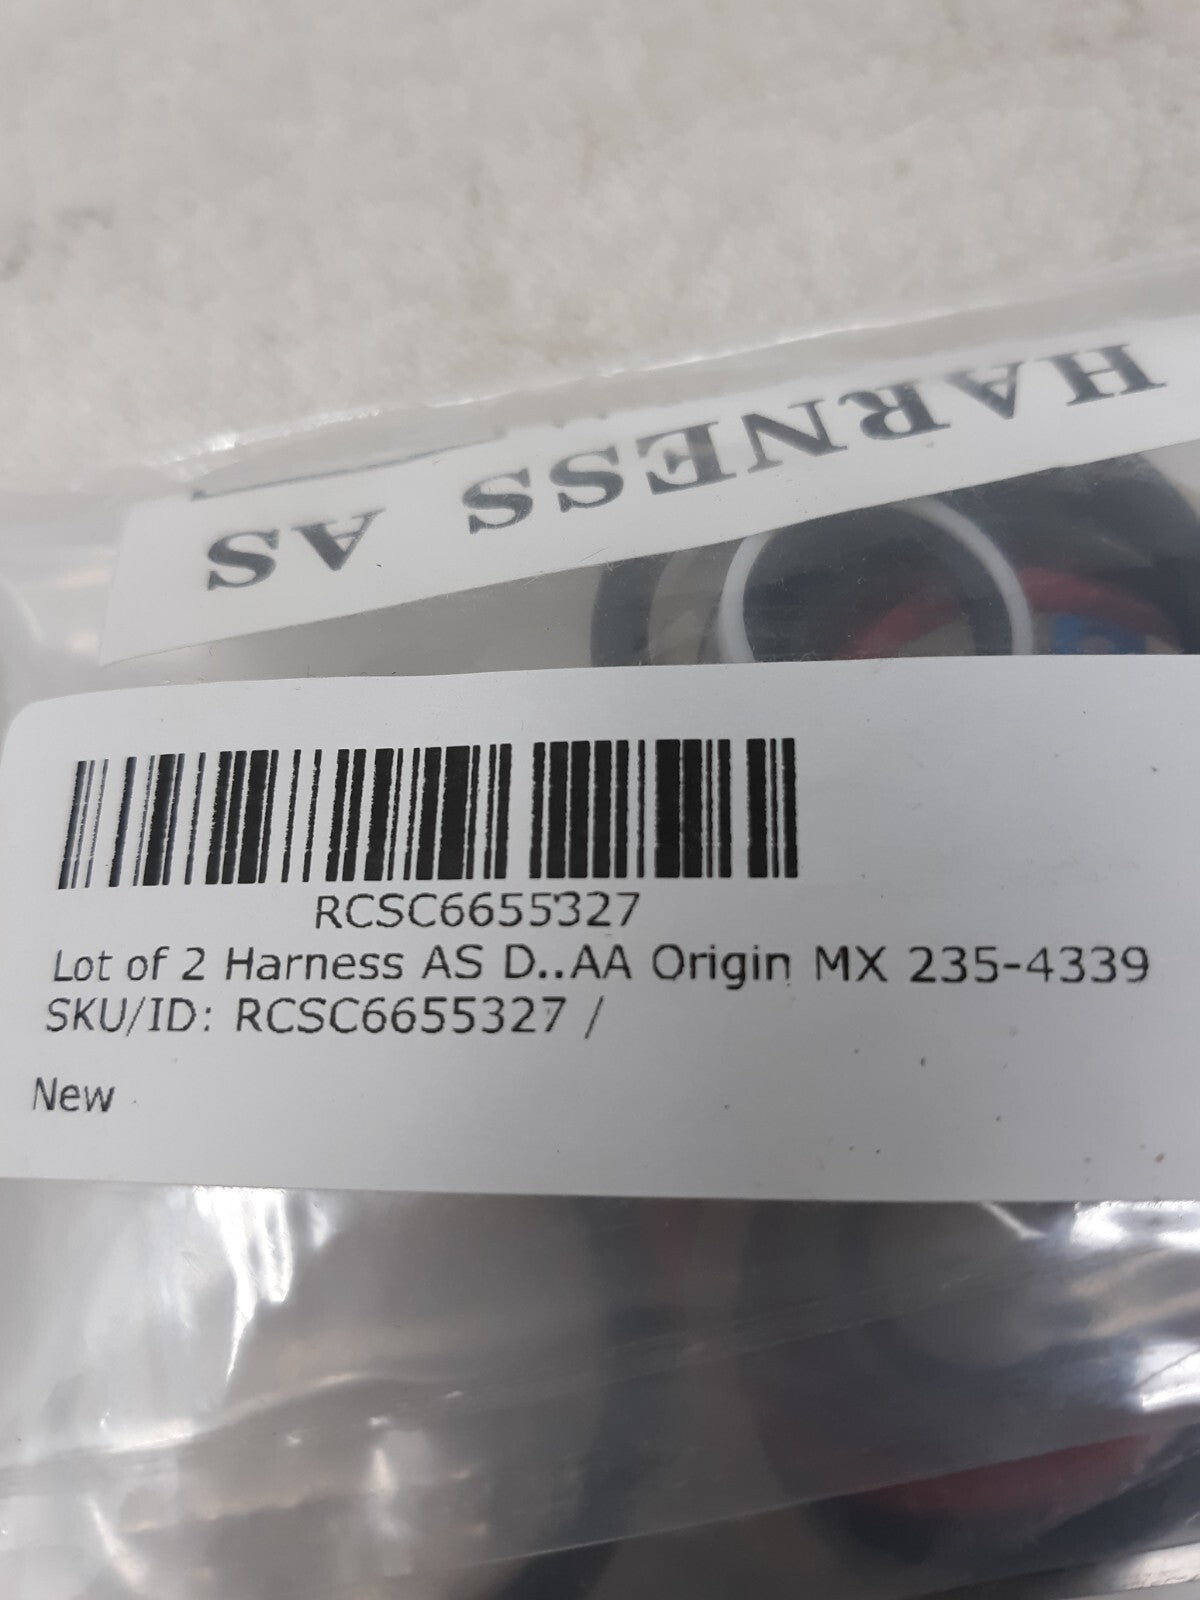 HARNESS AS
RCSC6655327
Lot of 2 Harness AS D..AA Origin MX 235-4339
SKU/ID: RCSC6655327 /
New